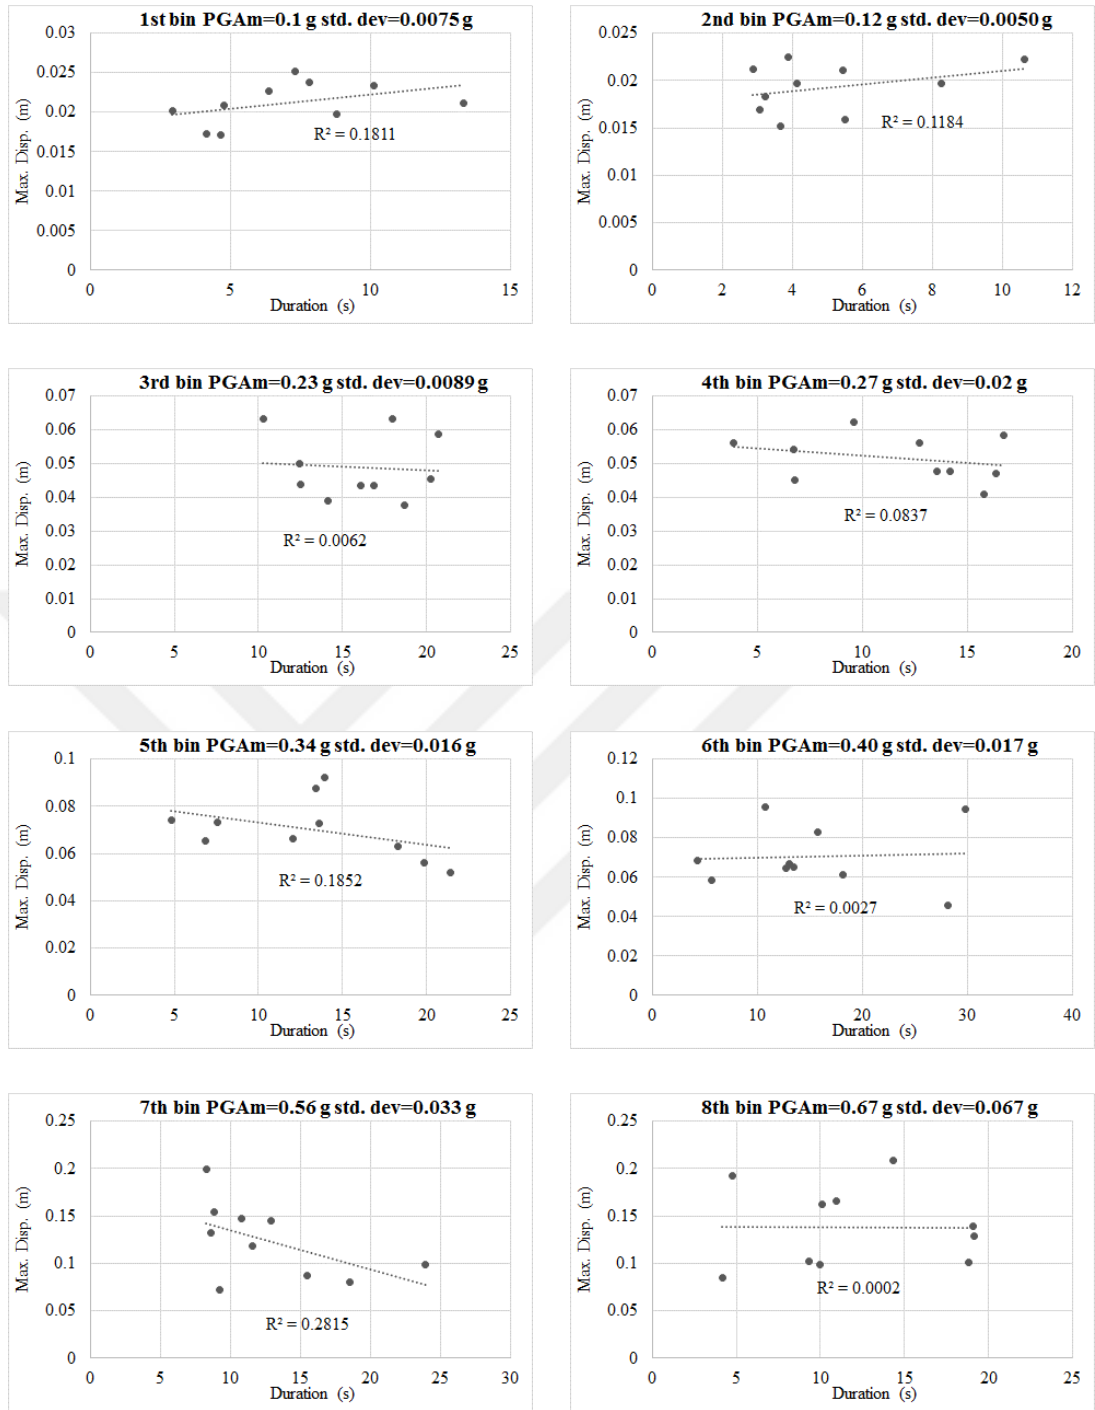 1st bin PGAm=0.1 g std. dev=0.0075 g
0.03
0.025
0.02
0.015
0.01
0.005
0
Max. Disp. (m)
R² = 0.1811
0 5 10 15
Duration (s)
2nd bin PGAm=0.12 g std. dev=0.0050 g
0.025
0.02
0.015
0.01
0.005
0
Max. Disp. (m)
R² = 0.1184
0 2 4 6 8 10 12
Duration (s)
3rd bin PGAm=0.23 g std. dev=0.0089 g
0.07
0.06
0.05
0.04
0.03
0.02
0.01
0
Max. Disp. (m)
R² = 0.0062
0 5 10 15 20 25
Duration (s)
4th bin PGAm=0.27 g std. dev=0.02 g
0.07
0.06
0.05
0.04
0.03
0.02
0.01
0
Max. Disp. (m)
R² = 0.0837
0 5 10 15 20
Duration (s)
5th bin PGAm=0.34 g std. dev=0.016 g
0.1
0.08
0.06
0.04
0.02
0
Max. Disp. (m)
R² = 0.1852
0 5 10 15 20 25
Duration (s)
6th bin PGAm=0.40 g std. dev=0.017 g
0.12
0.1
0.08
0.06
0.04
0.02
0
Max. Disp. (m)
R² = 0.0027
0 10 20 30 40
Duration (s)
7th bin PGAm=0.56 g std. dev=0.033 g
0.25
0.2
0.15
0.1
0.05
0
Max. Disp. (m)
R² = 0.2815
0 5 10 15 20 25 30
Duration (s)
8th bin PGAm=0.67 g std. dev=0.067 g
0.25
0.2
0.15
0.1
0.05
0
Max. Disp. (m)
R² = 0.0002
0 5 10 15 20 25
Duration (s)